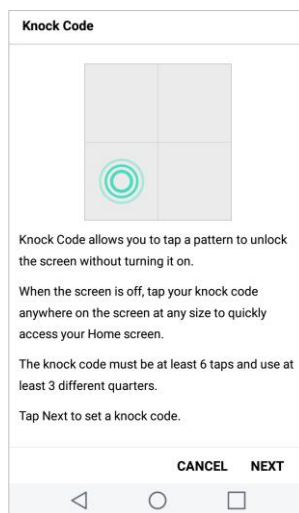 Knock Code
Knock Code allows you to tap a pattern to unlock
the screen without turning it on.
When the screen is off, tap your knock code
anywhere on the screen at any size to quickly
access your Home screen.
The knock code must be at least 6 taps and use at
least 3 different quarters.
Tap Next to set a knock code.
CANCEL NEXT